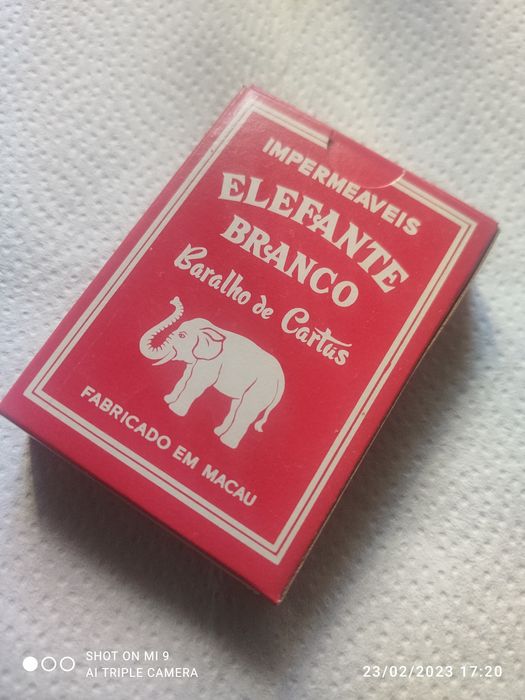 IMPERMEAVEIS
ELEFANTE
BRANCO
Baralho de Cartas
FABRICADO EM MACAU
SHOT ON MI 9
AI TRIPLE CAMERA
23/02/2023 17:20